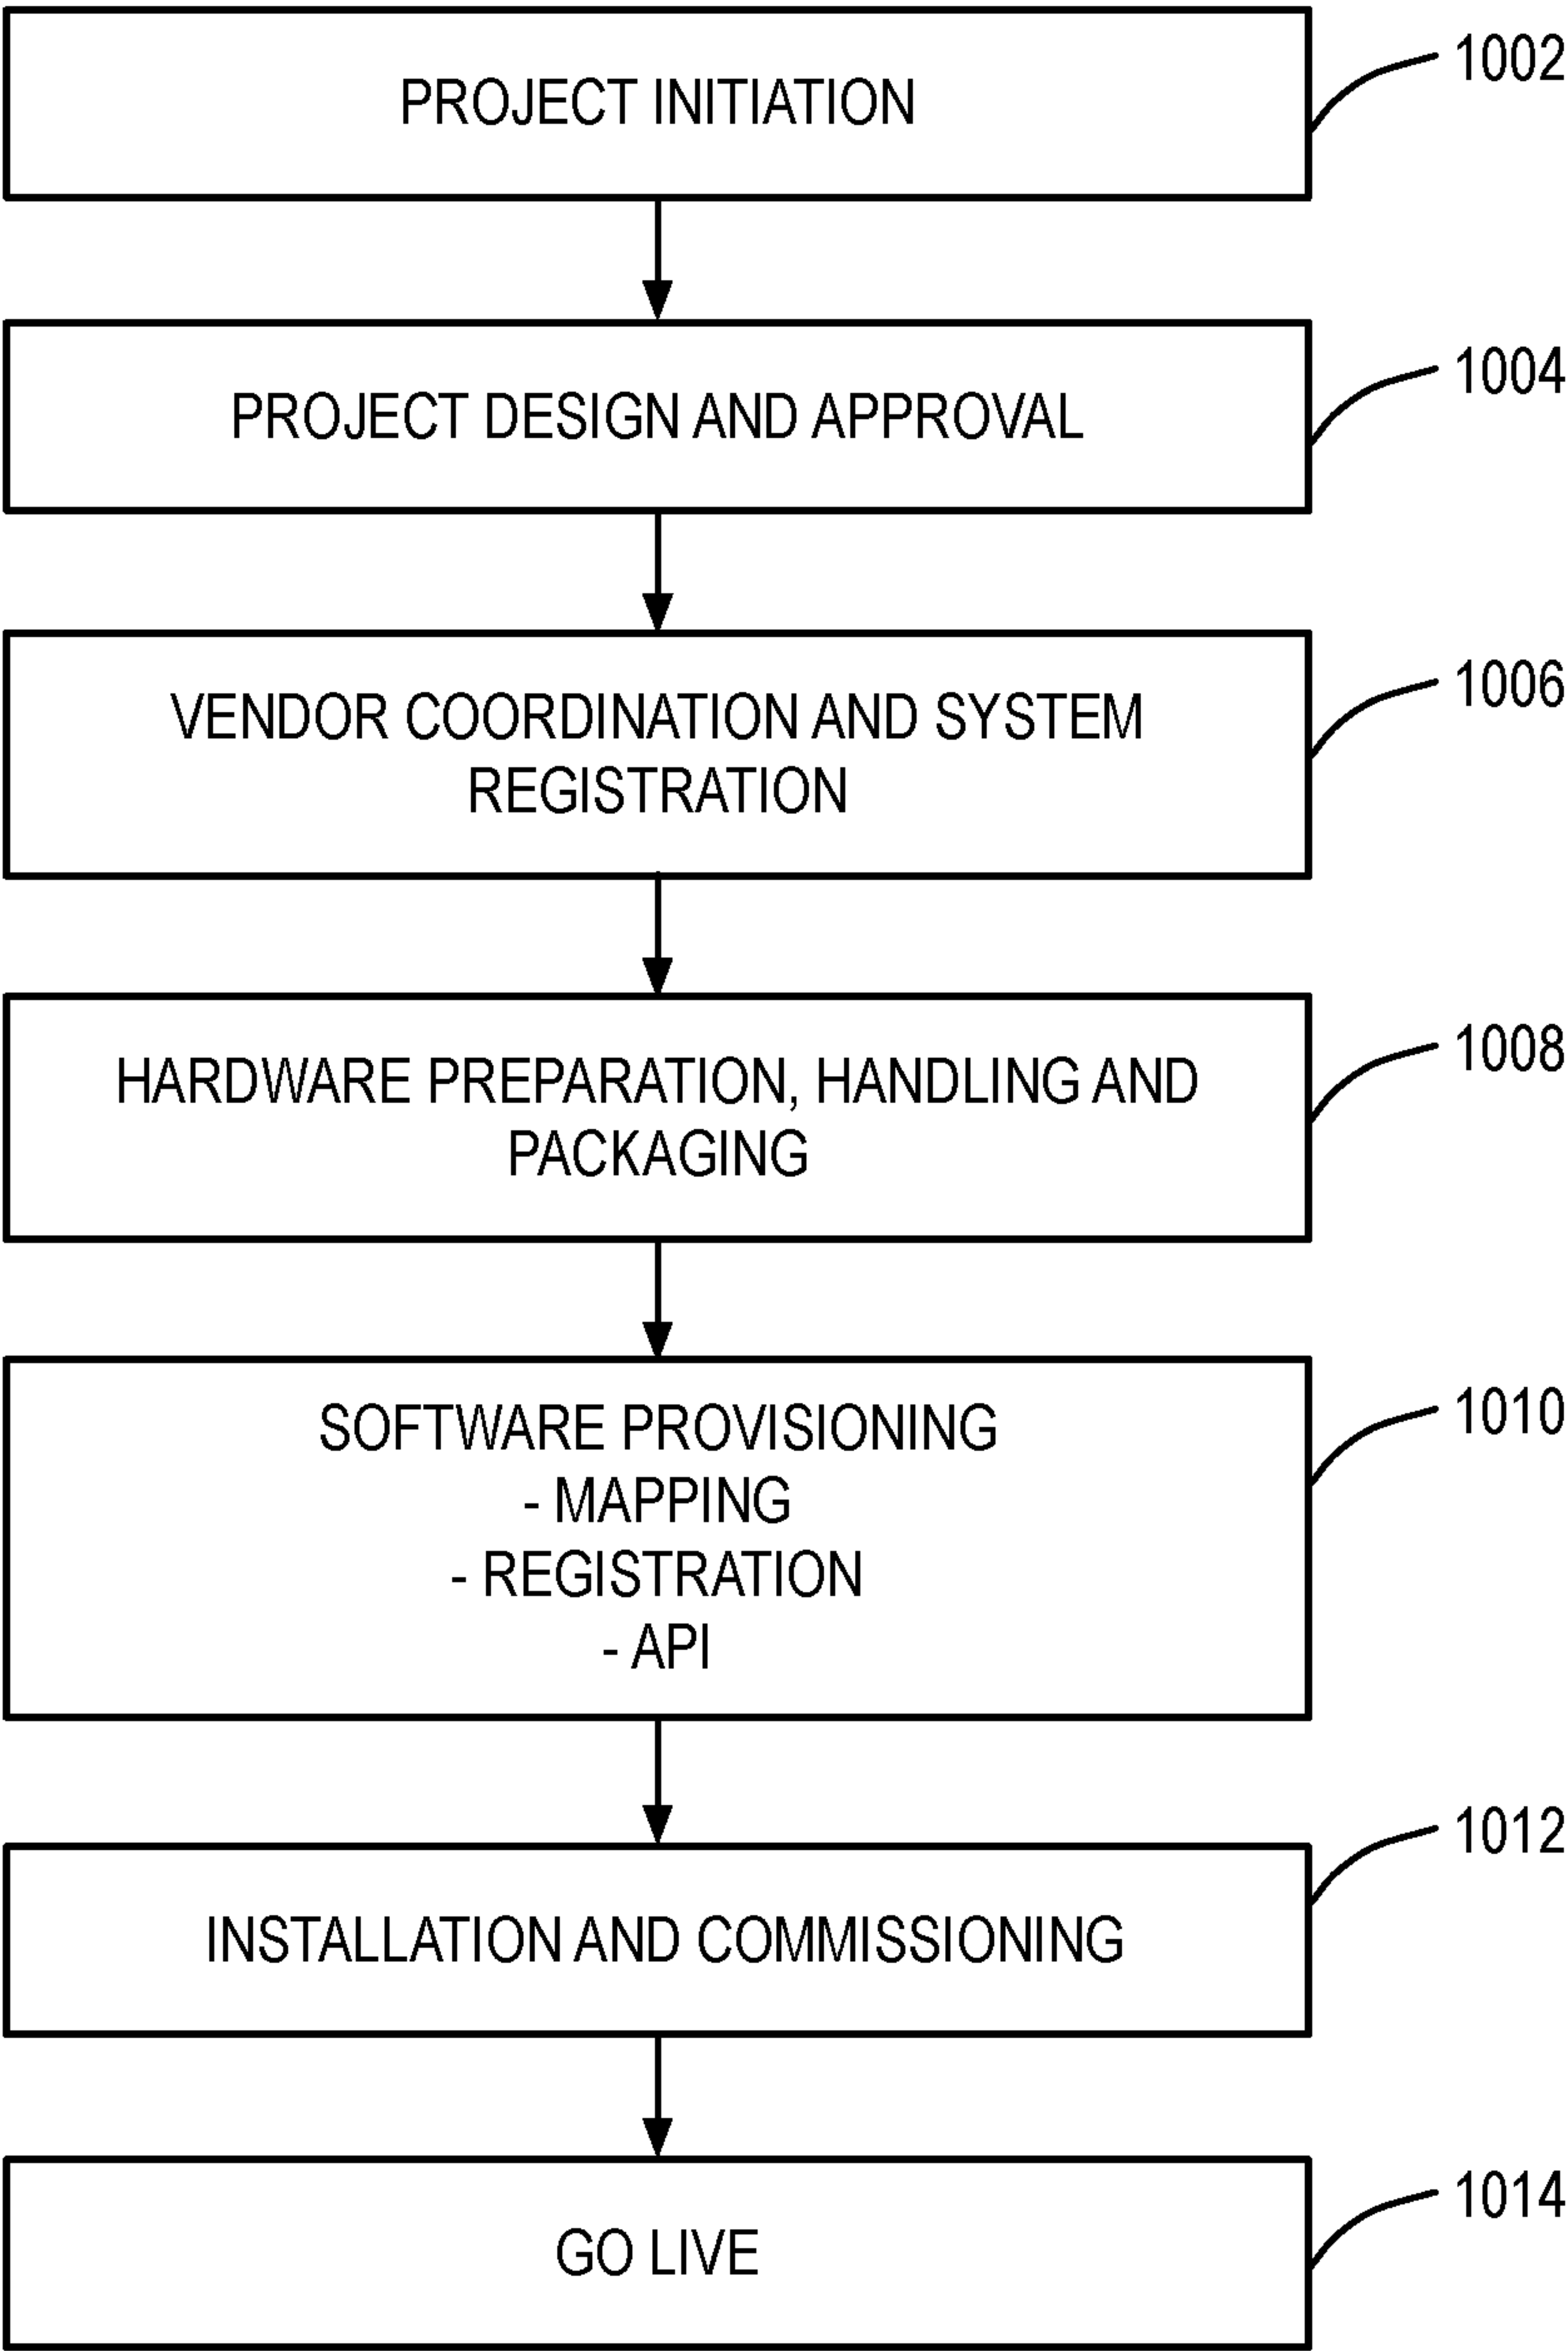 PROJECT INITIATION
1002
PROJECT DESIGN AND APPROVAL
1004
VENDOR COORDINATION AND SYSTEM
REGISTRATION
1006
HARDWARE PREPARATION, HANDLING AND
PACKAGING
1008
SOFTWARE PROVISIONING
- MAPPING
- REGISTRATION
- API
1010
INSTALLATION AND COMMISSIONING
1012
GO LIVE
1014